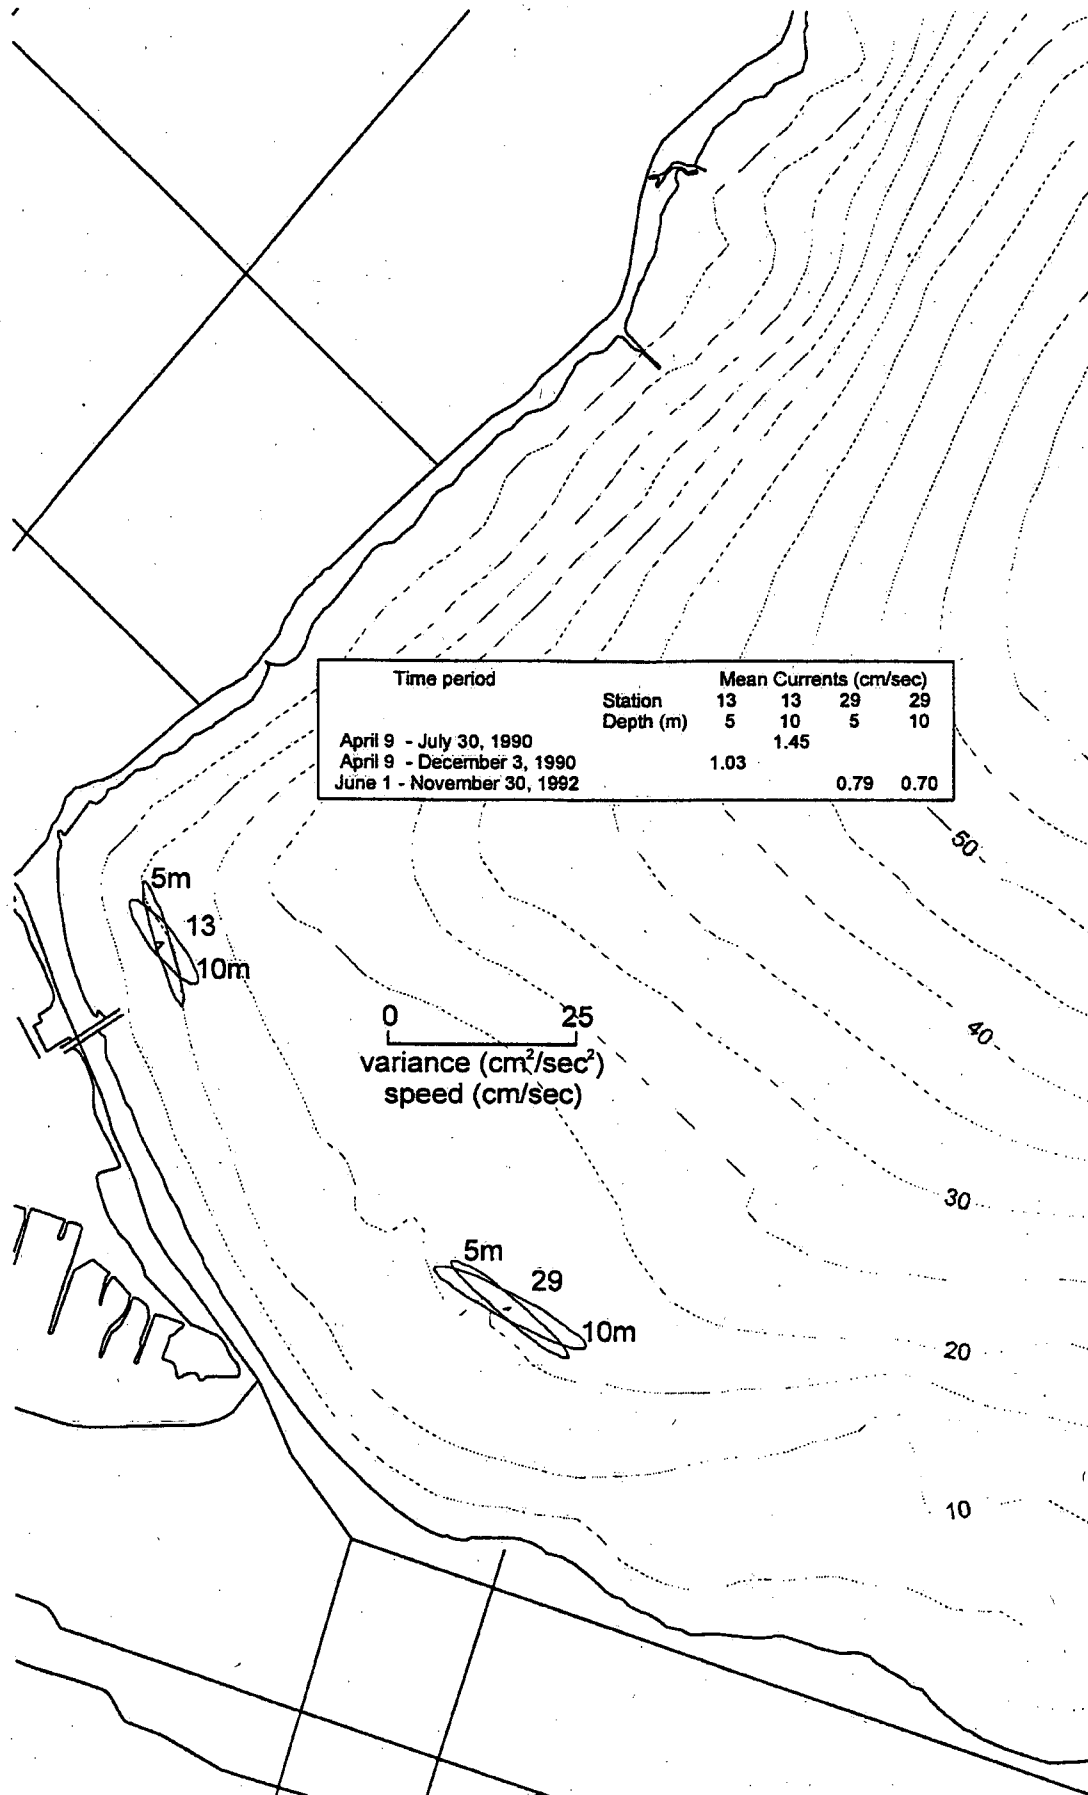 Time period Mean Currents (cm/sec)
Station 13 13 29 29
Depth (m) 5 10 5 10
April 9 - July 30, 1990 1.45
April 9 - December 3, 1990 1.03
June 1 - November 30, 1992 0.79 0.70
50
5m
13
10m
0 25
variance (cm²/sec²)
speed (cm/sec)
40
30
5m
29
10m
20
10